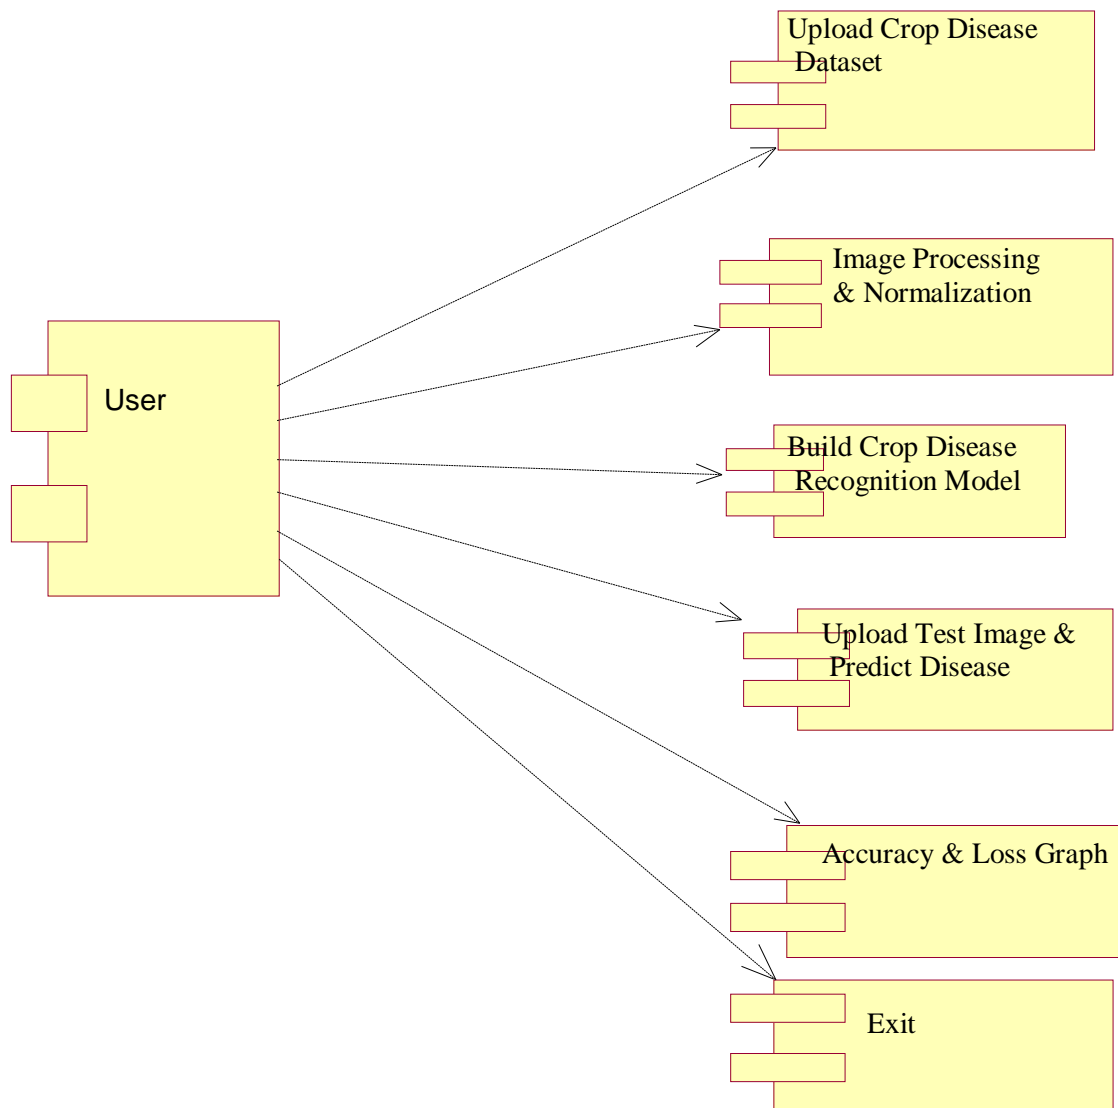 Upload Crop Disease
Dataset
Image Processing
& Normalization
User
Build Crop Disease
Recognition Model
Upload Test Image &
Predict Disease
Accuracy & Loss Graph
Exit